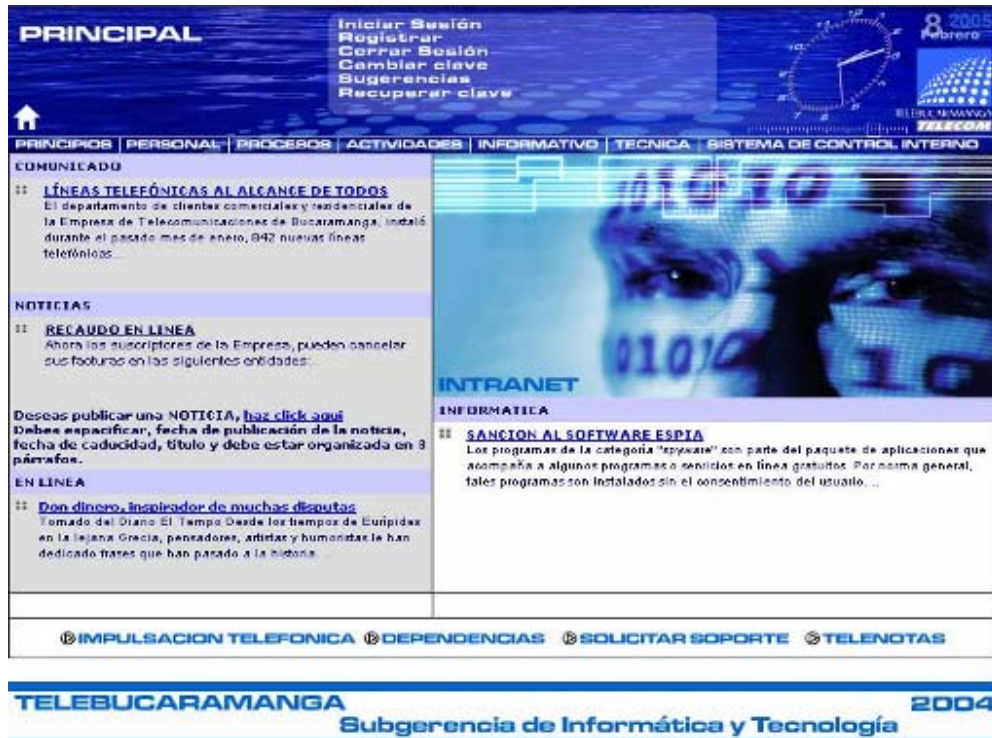 PRINCIPAL
Iniciar Sesión
Registrar
Cerrar Sesión
Cambiar clave
Sugerencias
Recuperar clave
8 2005
Febrero
TELEBUCARAMANGA
TELECOM
PRINCIPIOS | PERSONAL | PROCESOS | ACTIVIDADES | INFORMATIVO | TECNICA | SISTEMA DE CONTROL INTERNO
COMUNICADO
LÍNEAS TELEFÓNICAS AL ALCANCE DE TODOS
El departamento de clientes comerciales y residenciales de
la Empresa de Telecomunicaciones de Bucaramanga, instaló
durante el pasado mes de enero, 842 nuevas líneas
telefónicas...
NOTICIAS
RECAUDO EN LINEA
Ahora los suscriptores de la Empresa, pueden cancelar
sus facturas en las siguientes entidades:
Deseas publicar una NOTICIA, haz click aqui
Debes espacificar, fecha de publicación de la noticia,
fecha de caducidad, título y debe estar organizada en 3
párrafos.
EN LINEA
Don dinero, inspirador de muchas disputas
Tomado del Diario El Tempo Desde los tiempos de Eurípides
en la lejana Grecia, pensadores, artistas y humoristas le han
dedicado frases que han pasado a la historia ...
01010
01010
10
INTRANET
INFORMATICA
SANCION AL SOFTWARE ESPIA
Los programas de la categoría "spyware" son parte del paquete de aplicaciones que
acompaña a algunos programas o servicios en línea gratuitos. Por norma general,
tales programas son instalados sin el consentimiento del usuario. ...
IMPULSACION TELEFONICA DEPENDENCIAS SOLICITAR SOPORTE TELENOTAS
TELEBUCARAMANGA 2004
Subgerencia de Informática y Tecnología